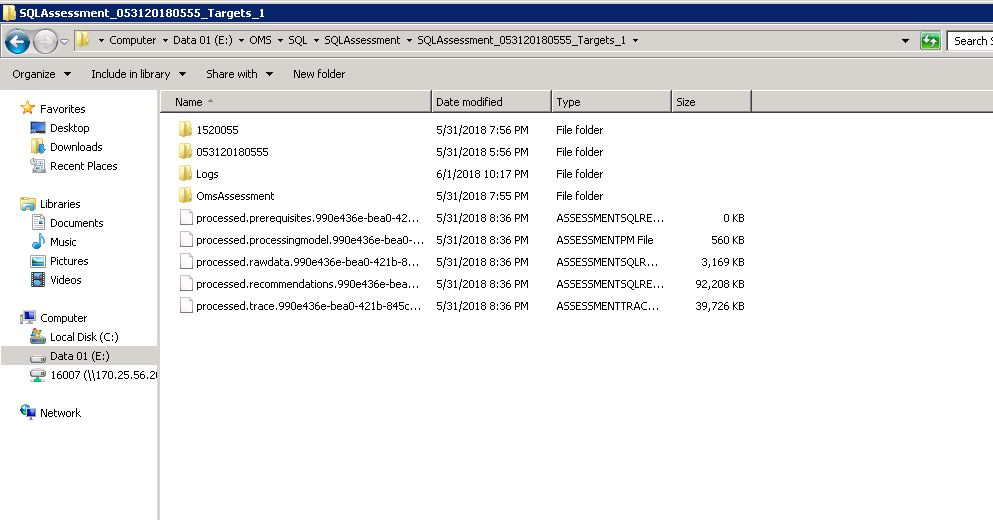 SQLAssessment_053120180555_Targets_1
Computer Data 01 (E:) OMS SQL SQLAssessment SQLAssessment_053120180555_Targets_1 Search S
Organize Include in library Share with New folder
Favorites
Desktop
Downloads
Recent Places
Libraries
Documents
Music
Pictures
Videos
Computer
Local Disk (C:)
Data 01 (E:)
16007 (\\170.25.56.20
Network
Name Date modified Type Size
1520055 5/31/2018 7:56 PM File folder
053120180555 5/31/2018 5:56 PM File folder
Logs 6/1/2018 10:17 PM File folder
OmsAssessment 5/31/2018 7:55 PM File folder
processed.prerequisites.990e436e-bea0-42... 5/31/2018 8:36 PM ASSESSMENTSQLRE... 0 KB
processed.processingmodel.990e436e-bea0-... 5/31/2018 8:36 PM ASSESSMENTPM File 560 KB
processed.rawdata.990e436e-bea0-421b-8... 5/31/2018 8:36 PM ASSESSMENTSQLR... 3,169 KB
processed.recommendations.990e436e-bea... 5/31/2018 8:36 PM ASSESSMENTSQLRE... 92,208 KB
processed.trace.990e436e-bea0-421b-845c... 5/31/2018 8:36 PM ASSESSMENTTRAC... 39,726 KB